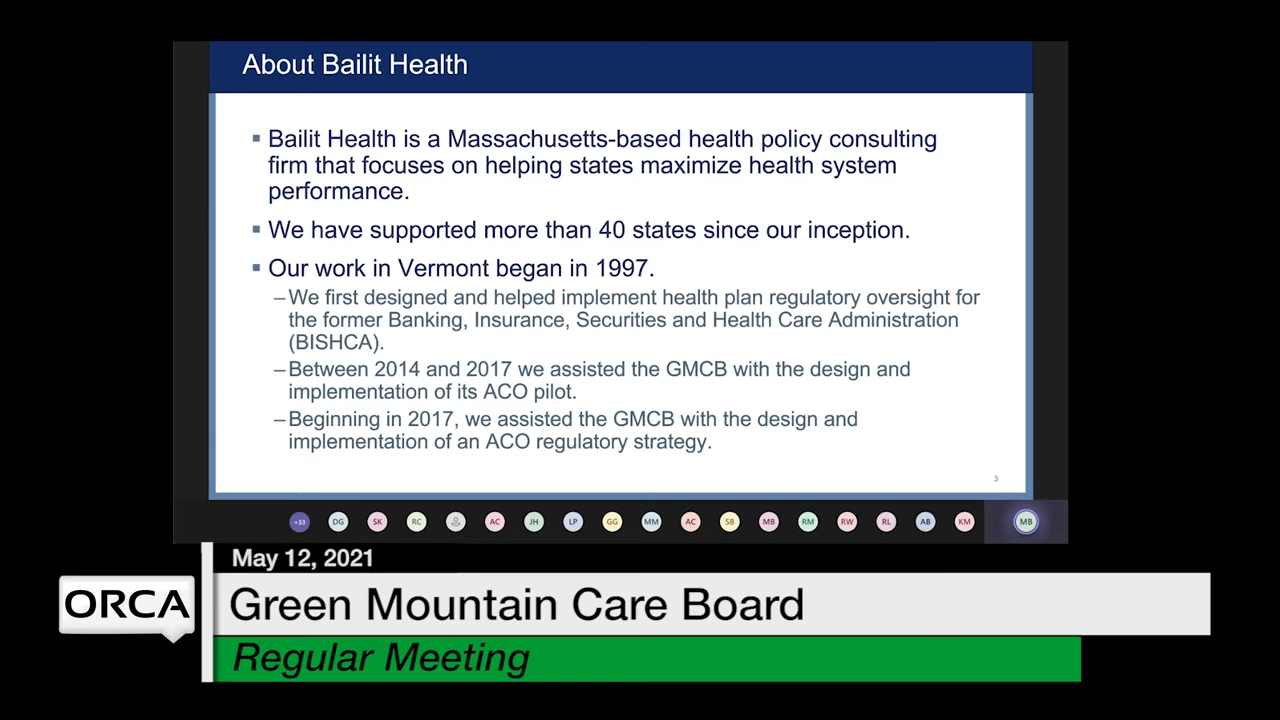 About Bailit Health
▪ Bailit Health is a Massachusetts-based health policy consulting
firm that focuses on helping states maximize health system
performance.
▪ We have supported more than 40 states since our inception.
▪ Our work in Vermont began in 1997.
–We first designed and helped implement health plan regulatory oversight for
the former Banking, Insurance, Securities and Health Care Administration
(BISHCA).
–Between 2014 and 2017 we assisted the GMCB with the design and
implementation of its ACO pilot.
–Beginning in 2017, we assisted the GMCB with the design and
implementation of an ACO regulatory strategy.
3
+33 DG SK RC AC JH LP GG MM AC SB MB RM RW RL AB KM MB
May 12, 2021
ORCA
Green Mountain Care Board
Regular Meeting